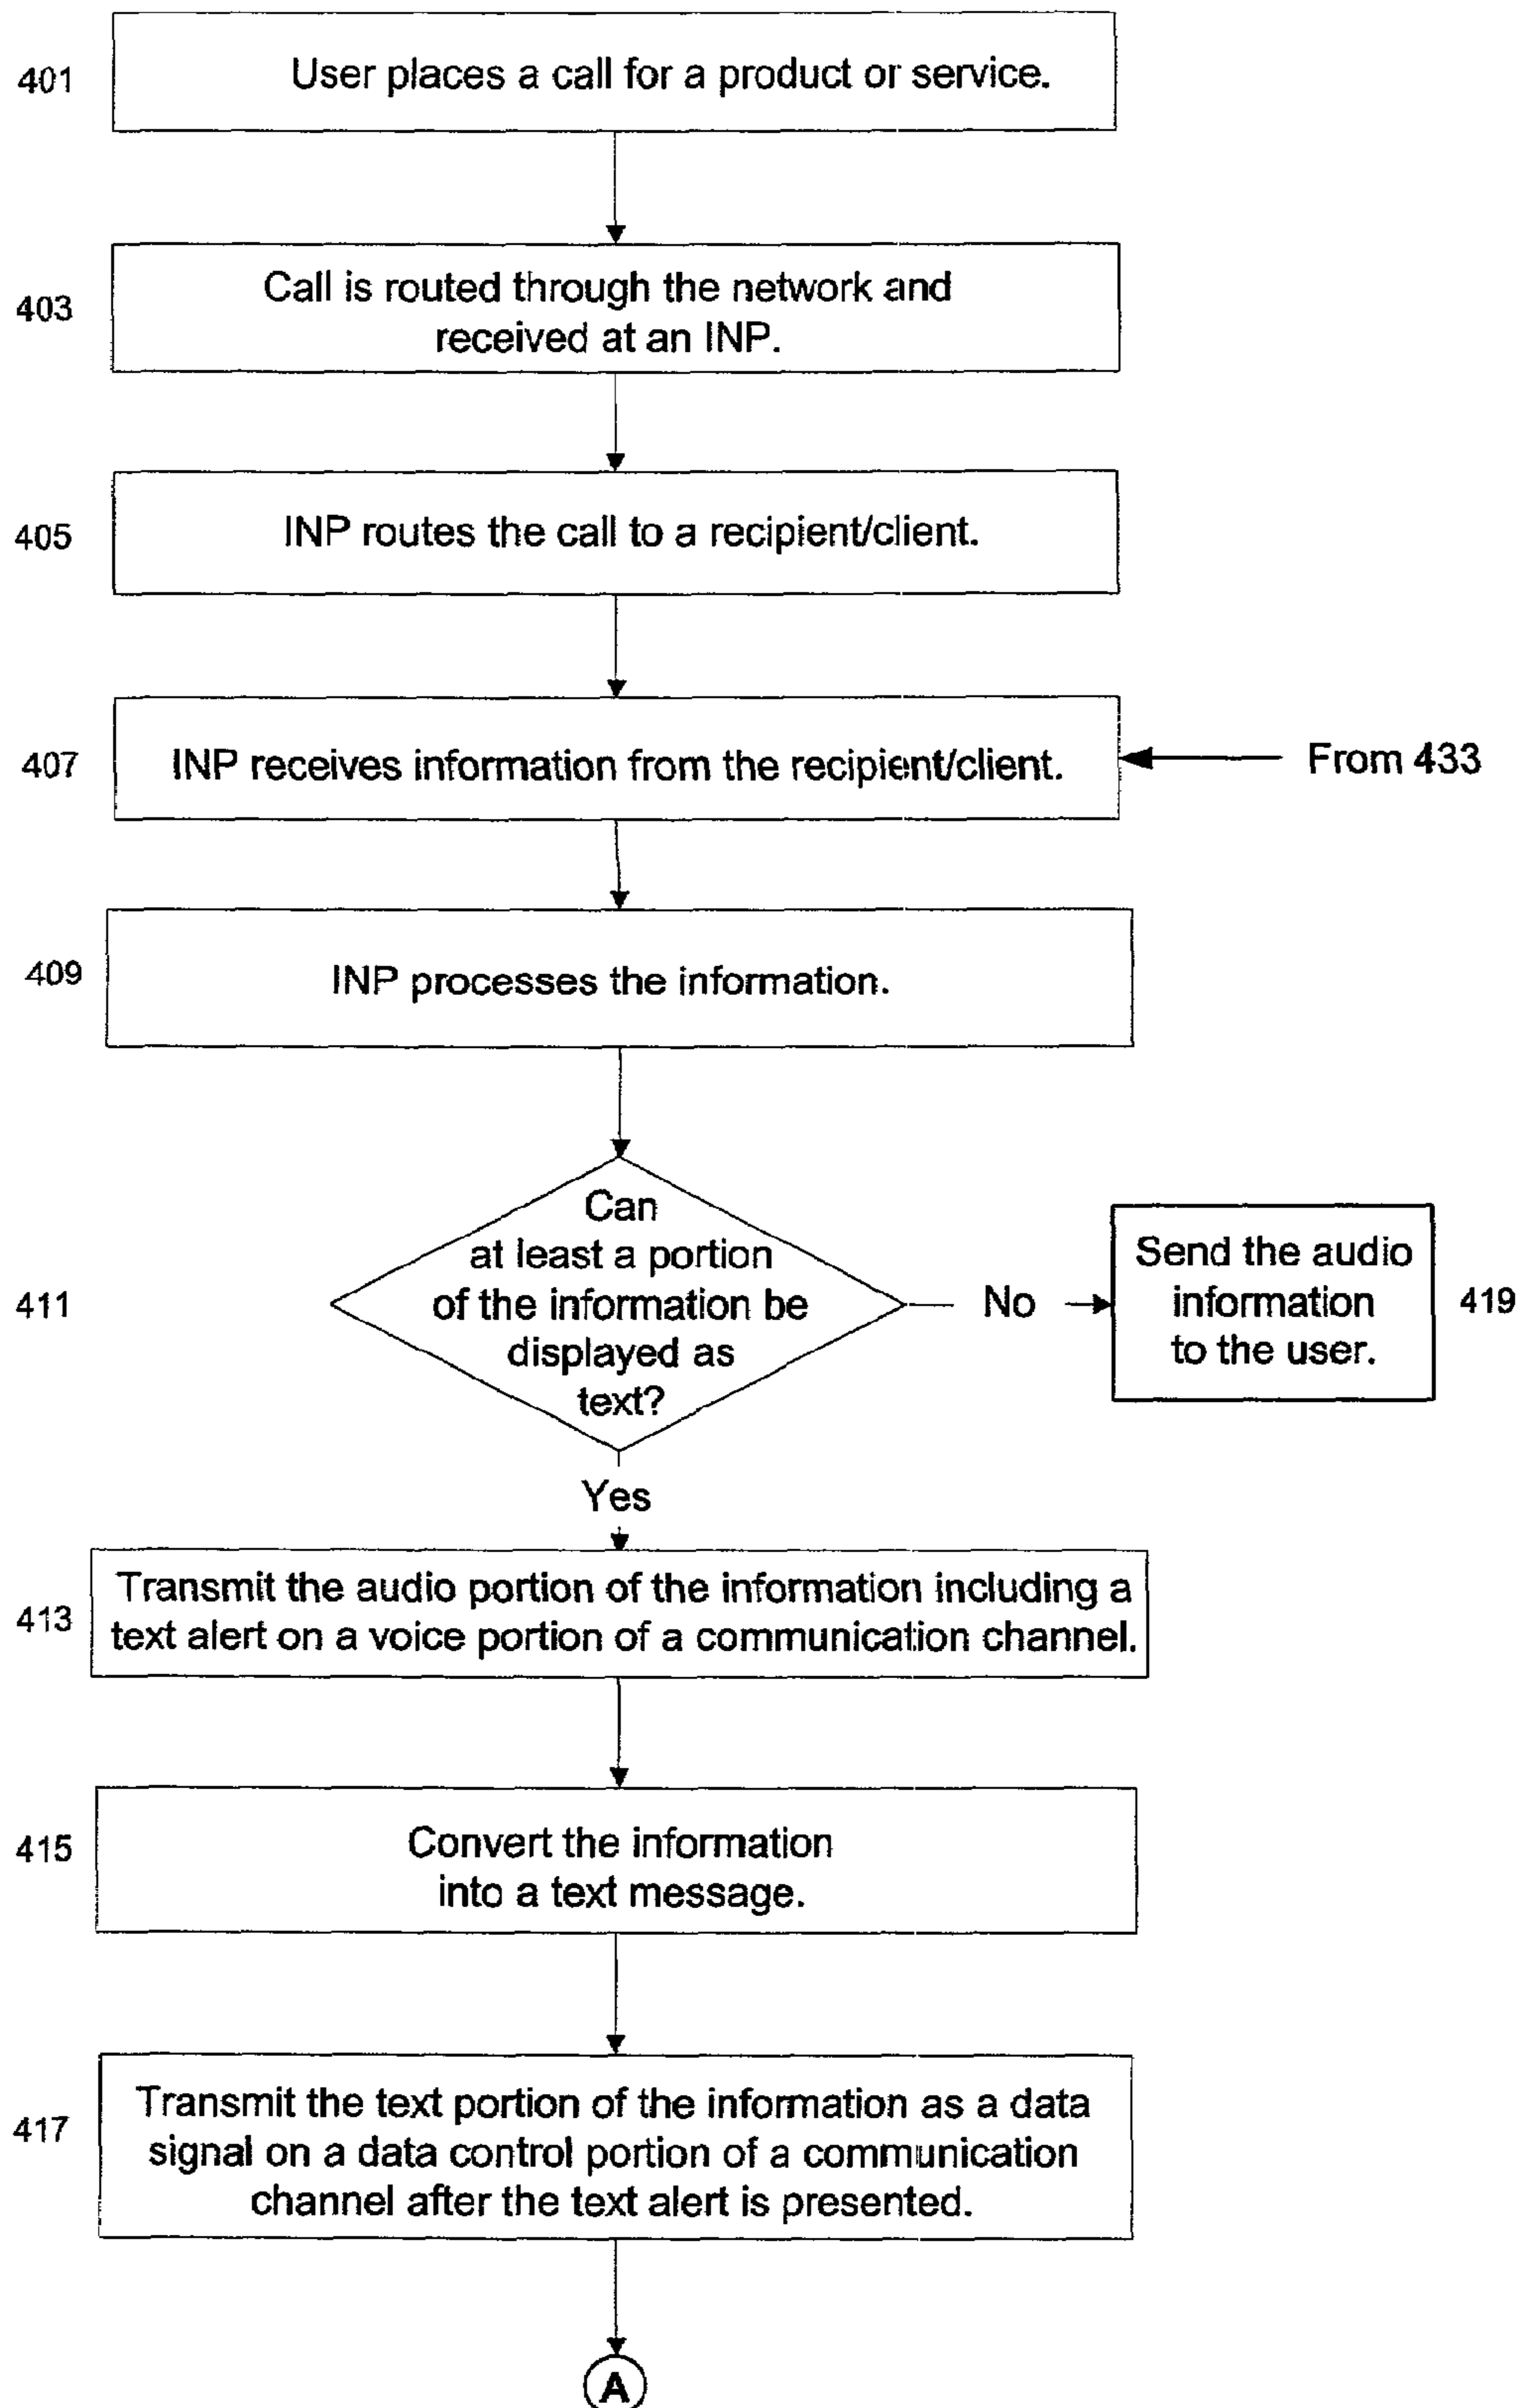 401
User places a call for a product or service.
403
Call is routed through the network and
received at an INP.
405
INP routes the call to a recipient/client.
407
INP receives information from the recipient/client.
From 433
409
INP processes the information.
411
Can
at least a portion
of the information be
displayed as
text?
No
Send the audio
information
to the user.
419
Yes
413
Transmit the audio portion of the information including a
text alert on a voice portion of a communication channel.
415
Convert the information
into a text message.
417
Transmit the text portion of the information as a data
signal on a data control portion of a communication
channel after the text alert is presented.
A